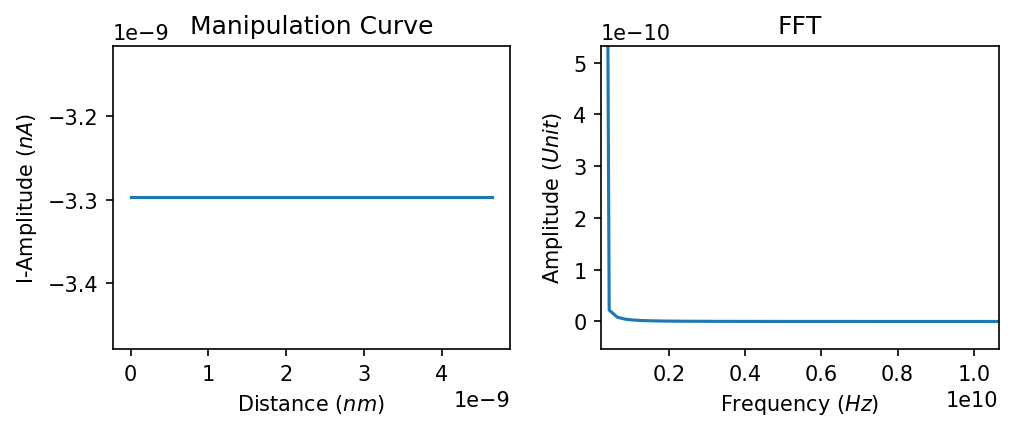 Manipulation Curve
1e−9
I-Amplitude (nA)
−3.2
−3.3
−3.4
0 1 2 3 4
1e−9
Distance (nm)
FFT
1e−10
Amplitude (Unit)
5
4
3
2
1
0
0.2 0.4 0.6 0.8 1.0
1e10
Frequency (Hz)